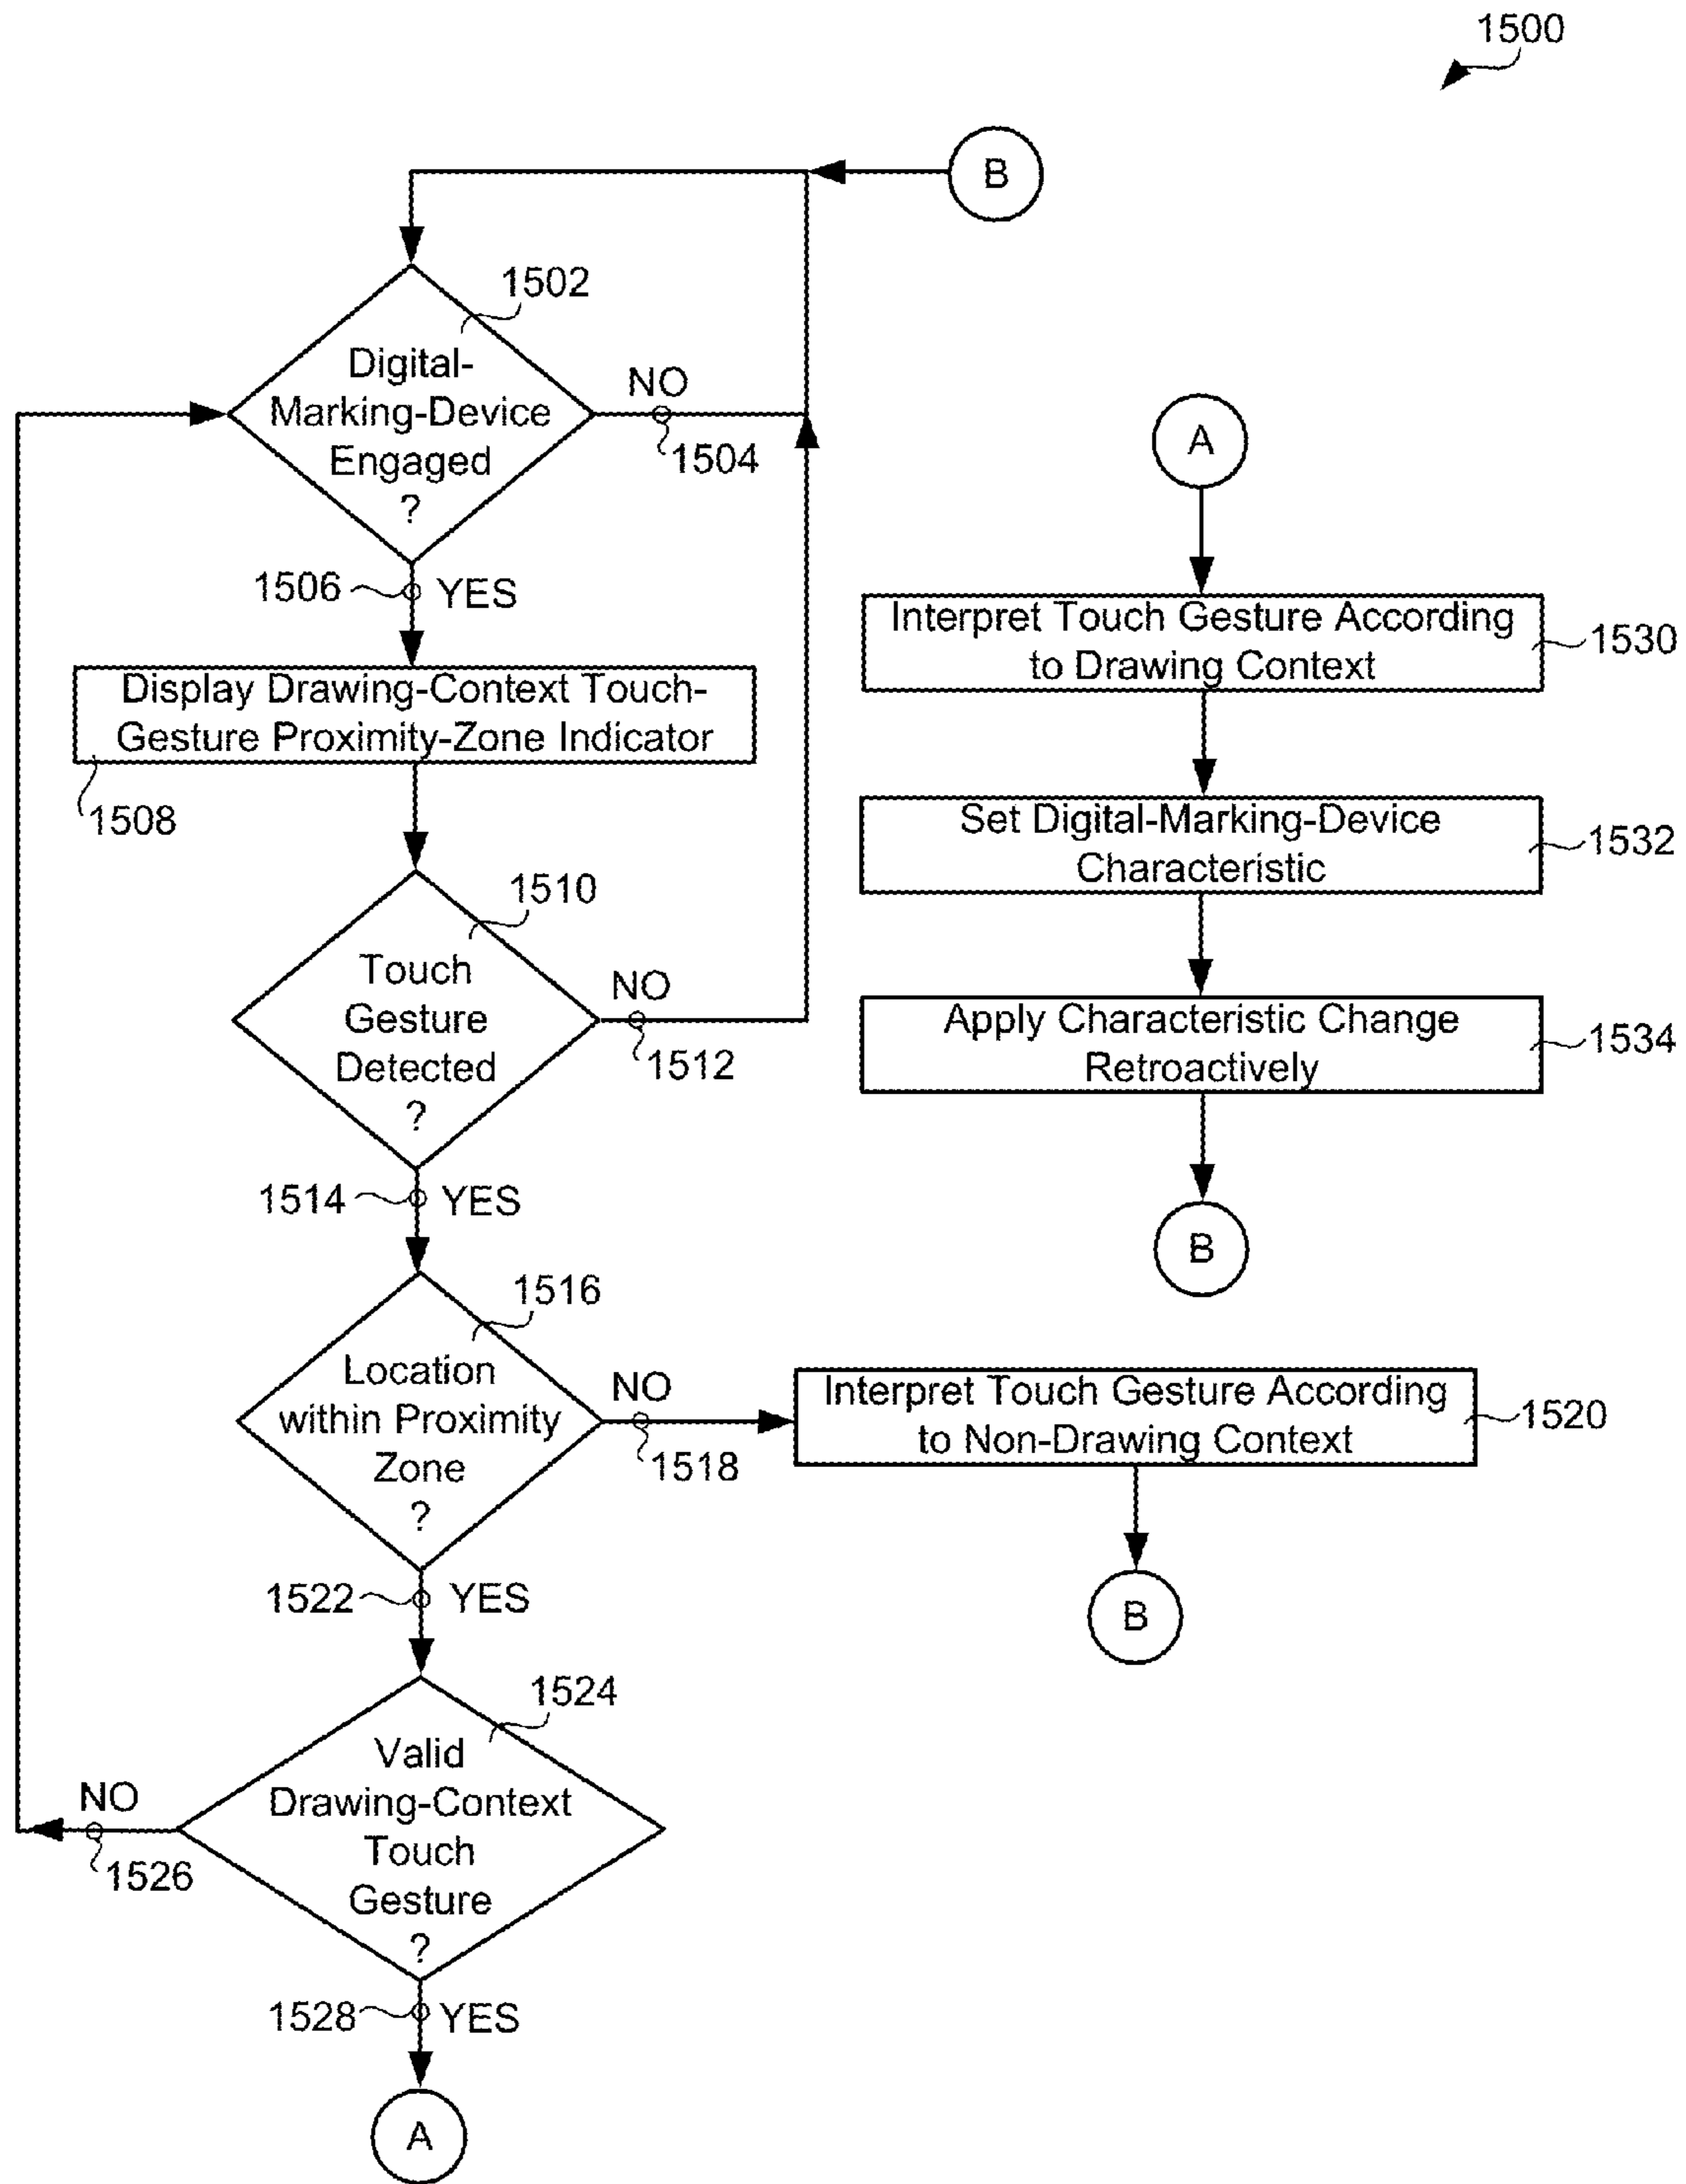 1500
B
1502
Digital-
Marking-Device
Engaged
?
NO
1504
1506
YES
Display Drawing-Context Touch-
Gesture Proximity-Zone Indicator
1508
1510
Touch
Gesture
Detected
?
NO
1512
1514
YES
1516
Location
within Proximity
Zone
?
NO
1518
Interpret Touch Gesture According
to Non-Drawing Context
1520
B
1522
YES
1524
Valid
Drawing-Context
Touch
Gesture
?
NO
1526
1528
YES
A
A
Interpret Touch Gesture According
to Drawing Context
1530
Set Digital-Marking-Device
Characteristic
1532
Apply Characteristic Change
Retroactively
1534
B